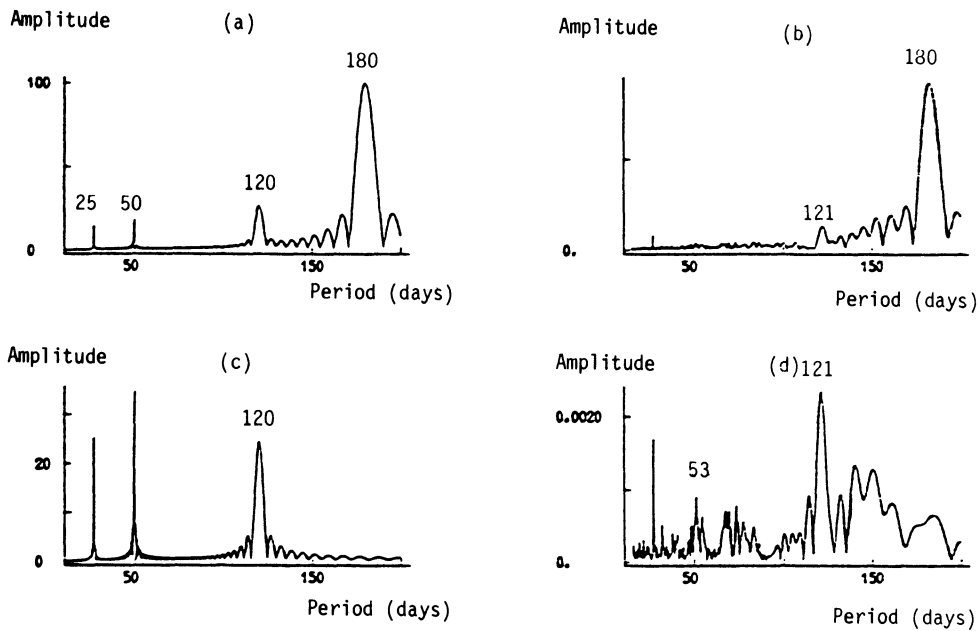 Amplitude (a)
180
100
50
120
25 50
0
50 150
Period (days)
Amplitude (b)
180
121
0.
50 150
Period (days)
Amplitude (c)
120
20
0
50 150
Period (days)
Amplitude (d) 121
0.0020
53
0.
50 150
Period (days)